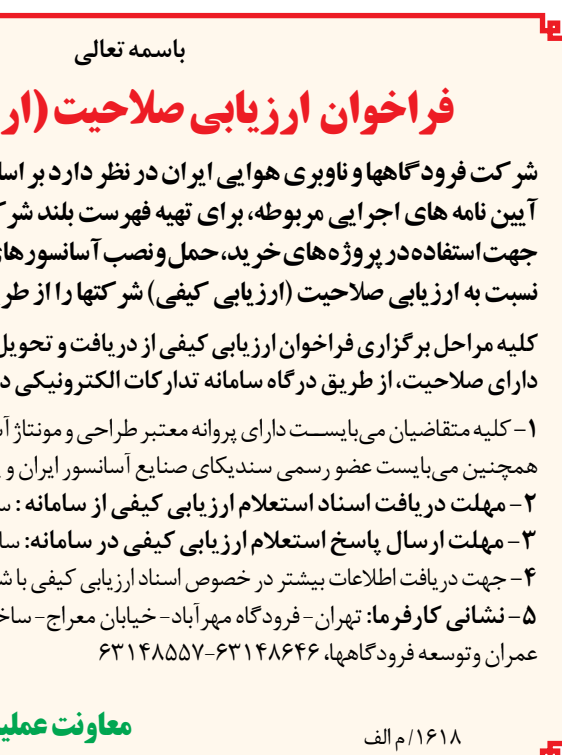 باسمه تعالی
فراخوان ارزیابی صلاحیت (ار
شرکت فرودگاهها و ناوبری هوایی ایران در نظر دارد بر اسا
آیین نامه های اجرایی مربوطه، برای تهیه فهرست بلند شرک
جهت استفاده در پروژه های خرید، حمل و نصب آسانسورهای
نسبت به ارزیابی صلاحیت (ارزیابی کیفی) شرکتها را از طر
کلیه مراحل برگزاری فراخوان ارزیابی کیفی از دریافت و تحویل
دارای صلاحیت، از طریق درگاه سامانه تدارکات الکترونیکی د
۱- کلیه متقاضیان می‌بایست دارای پروانه معتبر طراحی و مونتاژ آس
همچنین می‌بایست عضو رسمی سندیکای صنایع آسانسور ایران و
۲- مهلت دریافت اسناد استعلام ارزیابی کیفی از سامانه : سا
۳- مهلت ارسال پاسخ استعلام ارزیابی کیفی در سامانه: سا
۴- جهت دریافت اطلاعات بیشتر در خصوص اسناد ارزیابی کیفی با ش
۵- نشانی کارفرما: تهران- فرودگاه مهرآباد- خیابان معراج- ساخ
عمران وتوسعه فرودگاهها، ۶۳۱۴۸۶۴۶-۶۳۱۴۸۵۵۷
معاونت عملی
۱۶۱۸/م الف